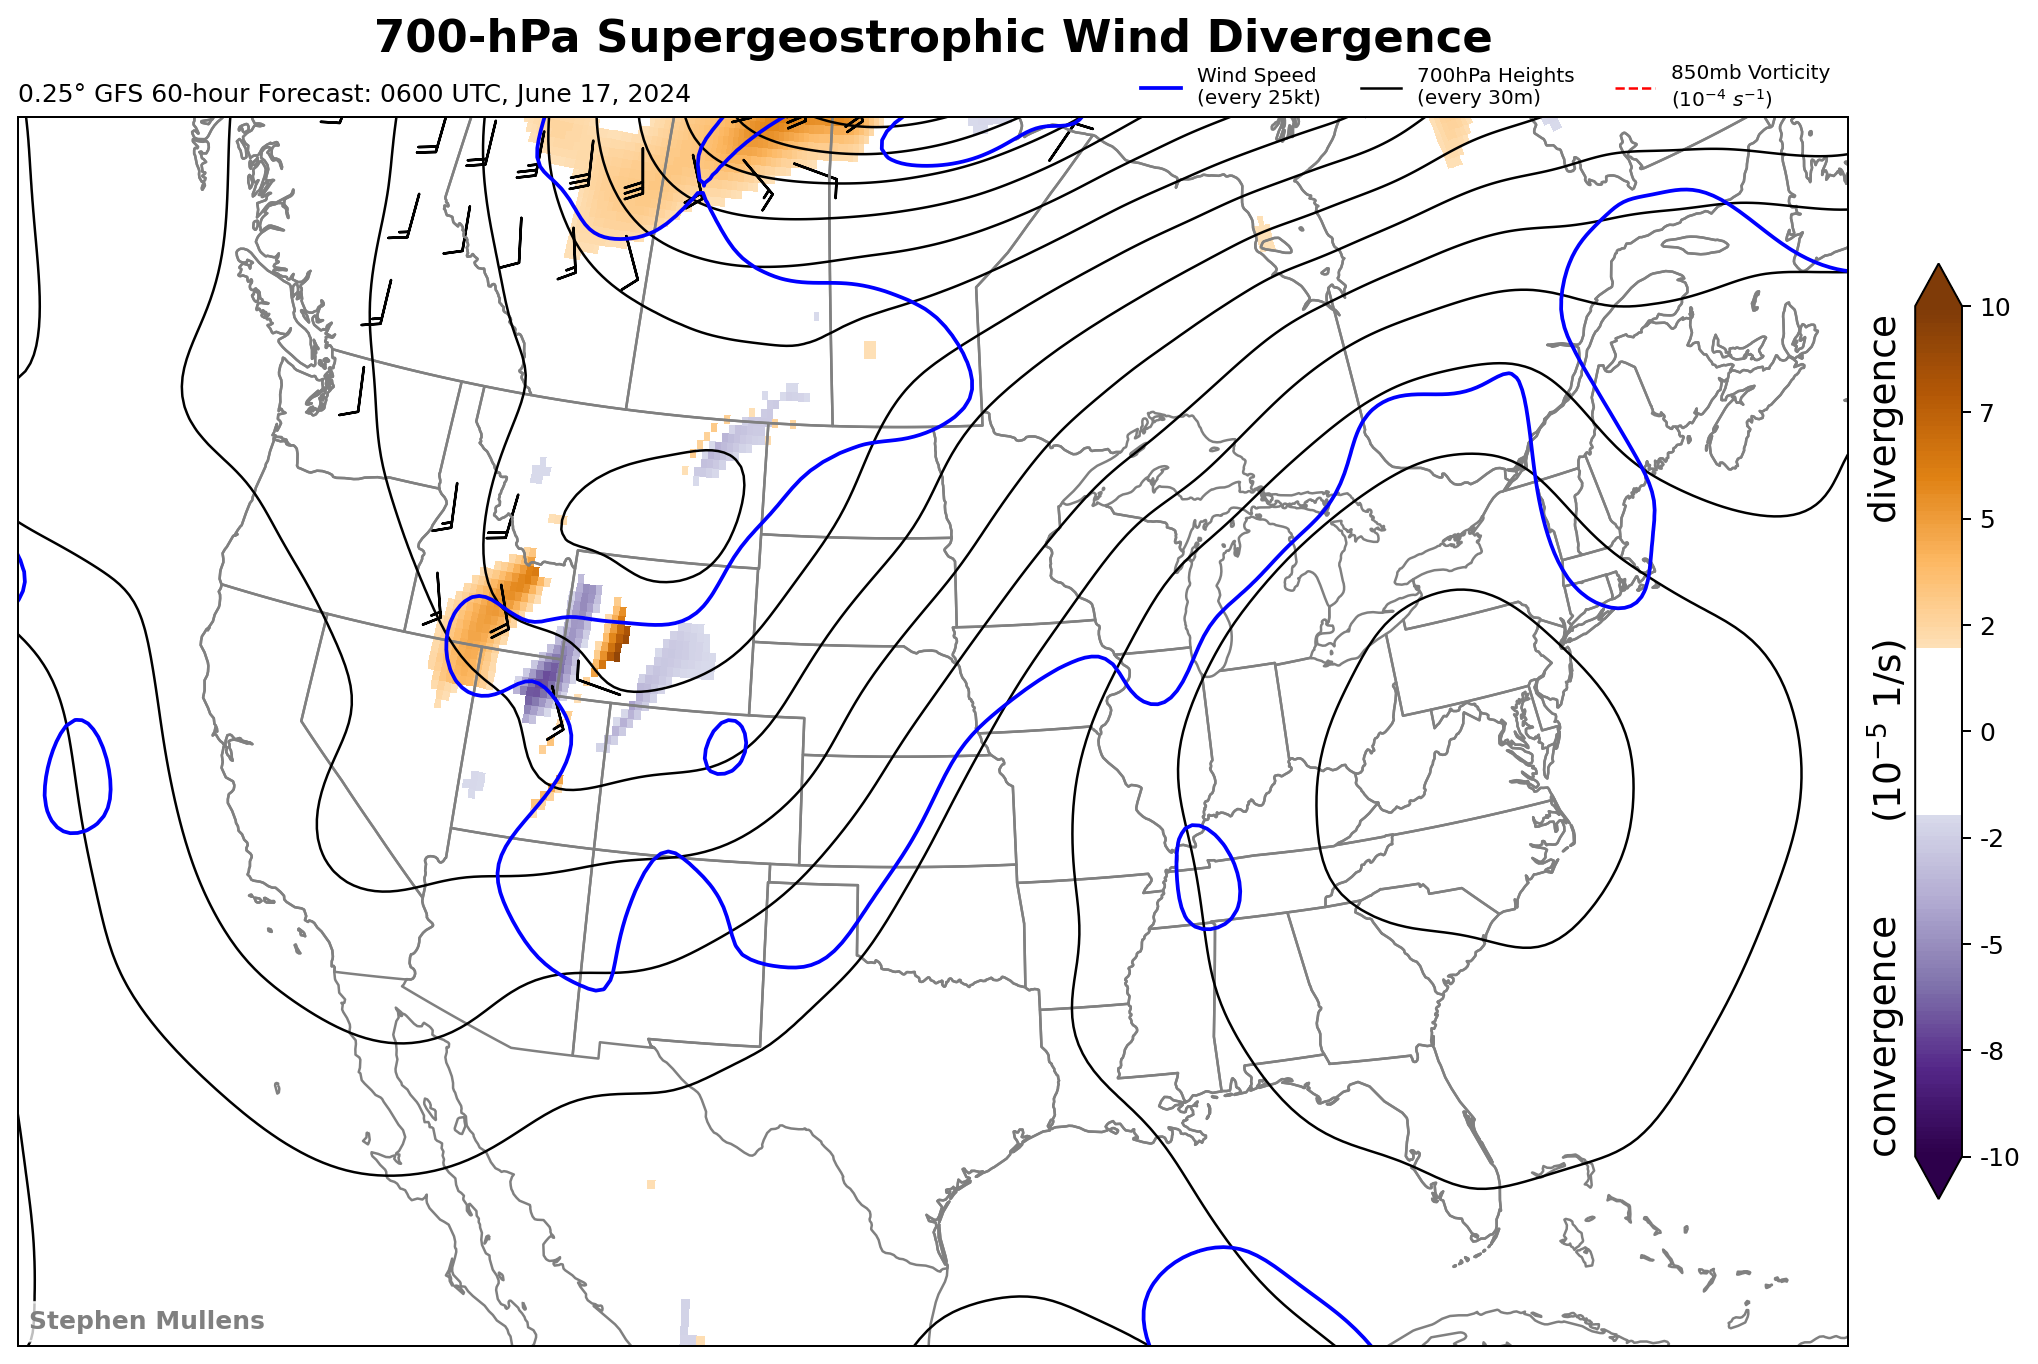 700-hPa Supergeostrophic Wind Divergence
0.25° GFS 60-hour Forecast: 0600 UTC, June 17, 2024
Wind Speed
(every 25kt)
700hPa Heights
(every 30m)
850mb Vorticity
(10⁻⁴ s⁻¹)
10
7
5
2
0
-2
-5
-8
-10
convergence (10⁻⁵ 1/s) divergence
Stephen Mullens